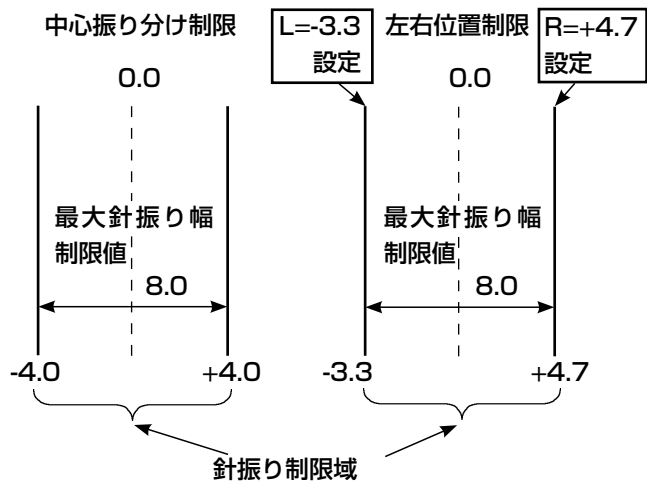 中心振り分け制限
0.0
最大針振り幅
制限値
8.0
-4.0
+4.0
左右位置制限
L=-3.3
設定
R=+4.7
設定
0.0
最大針振り幅
制限値
8.0
-3.3
+4.7
針振り制限域